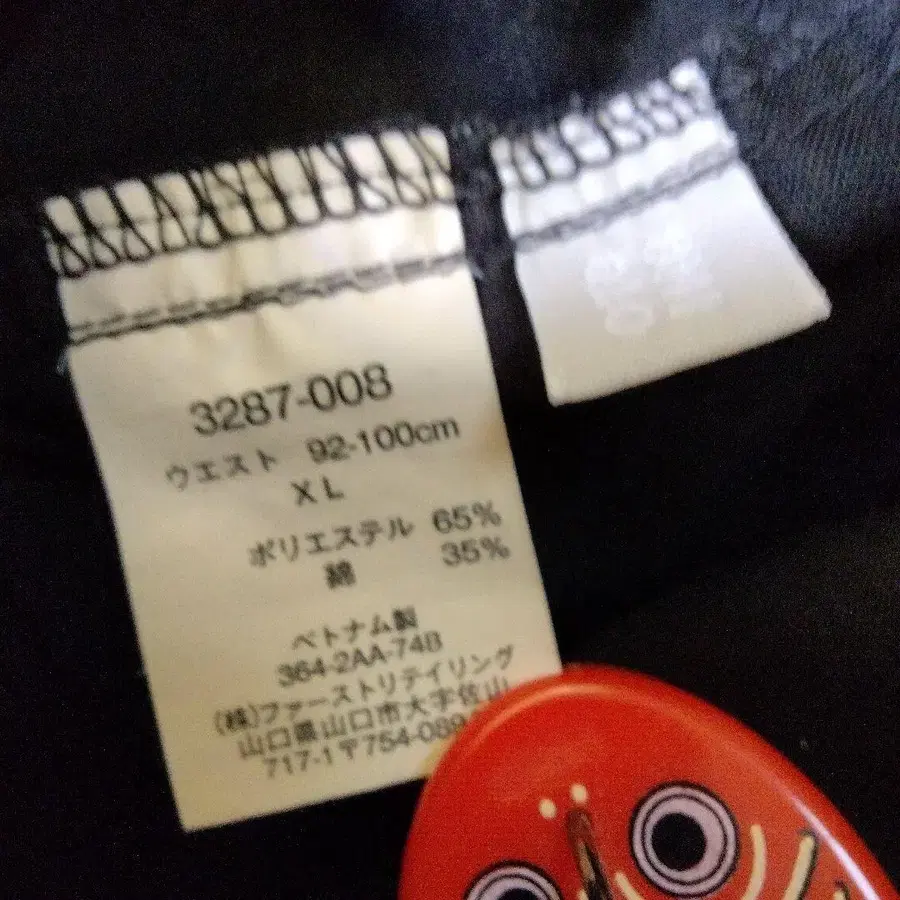 3287-008
ウエスト 92-100cm
XL
ポリエステル 65%
綿 35%
ベトナム製
364-2AA-74B
(株)ファーストリテイリング
山口県山口市大字佐山
717-1〒754-089